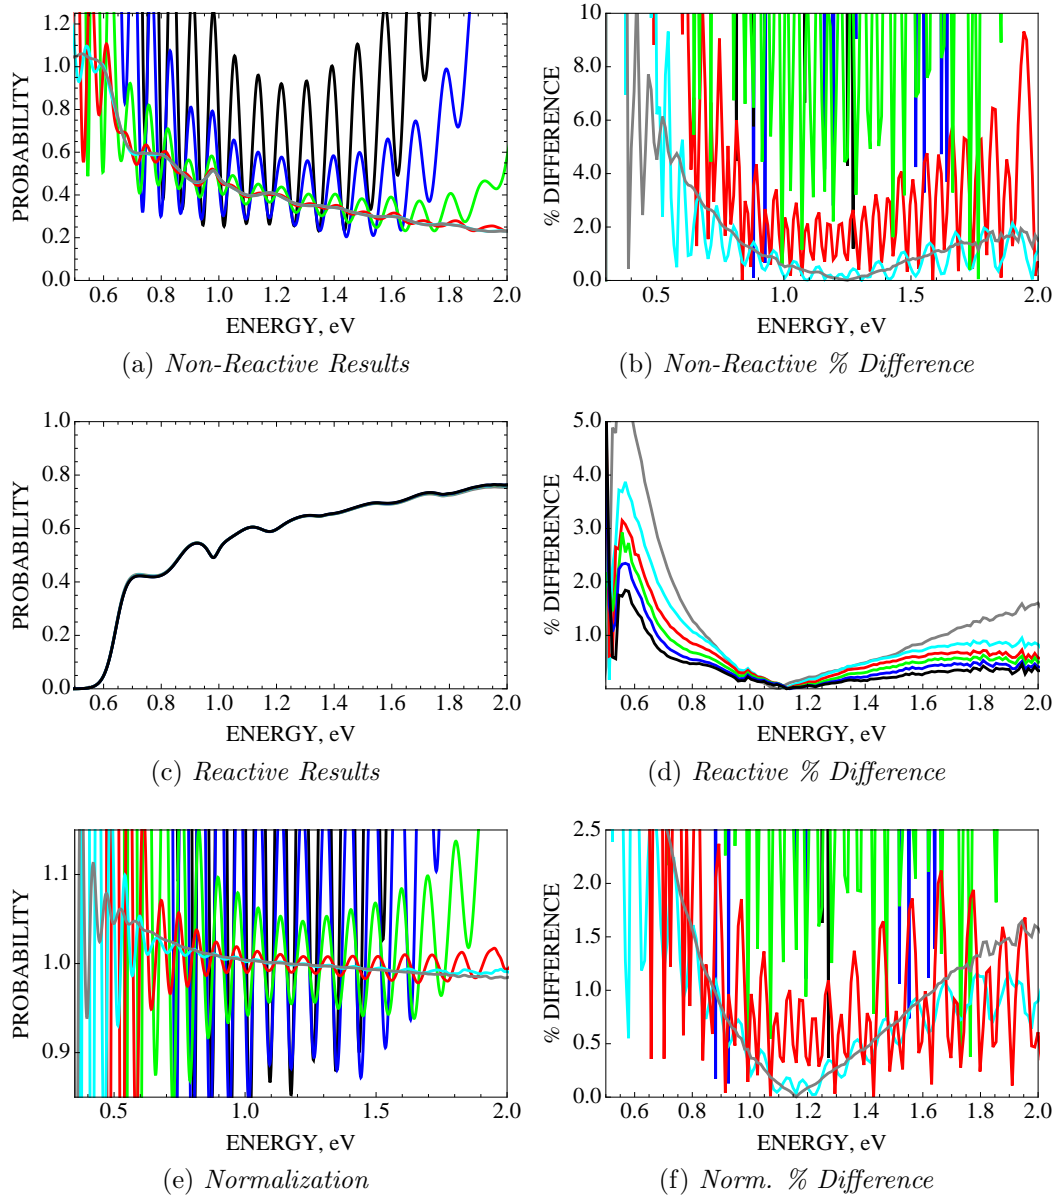 PROBABILITY
1.2
1.0
0.8
0.6
0.4
0.2
0.0
0.6 0.8 1.0 1.2 1.4 1.6 1.8 2.0
ENERGY, eV
(a) Non-Reactive Results
% DIFFERENCE
10
8.0
6.0
4.0
2.0
0.0
0.5 1.0 1.5 2.0
ENERGY, eV
(b) Non-Reactive % Difference
PROBABILITY
1.0
0.8
0.6
0.4
0.2
0.0
0.6 0.8 1.0 1.2 1.4 1.6 1.8 2.0
ENERGY, eV
(c) Reactive Results
% DIFFERENCE
5.0
4.0
3.0
2.0
1.0
0.6 0.8 1.0 1.2 1.4 1.6 1.8 2.0
ENERGY, eV
(d) Reactive % Difference
PROBABILITY
1.1
1.0
0.9
0.5 1.0 1.5 2.0
ENERGY, eV
(e) Normalization
% DIFFERENCE
2.5
2.0
1.5
1.0
0.5
0.0
0.6 0.8 1.0 1.2 1.4 1.6 1.8 2.0
ENERGY, eV
(f) Norm. % Difference